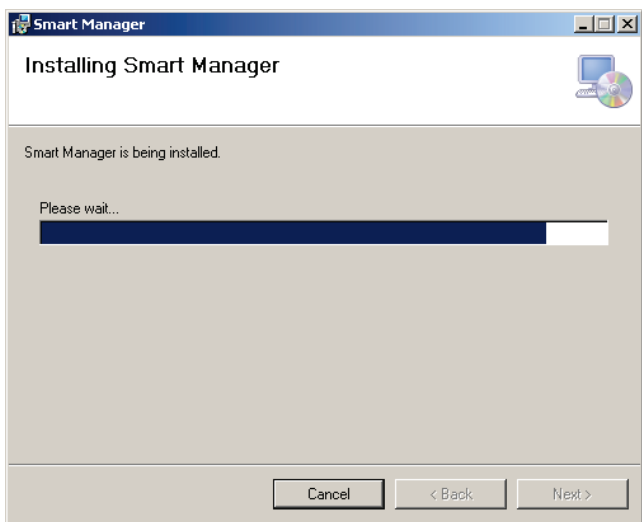 Smart Manager
Installing Smart Manager
Smart Manager is being installed.
Please wait...
Cancel
< Back
Next >